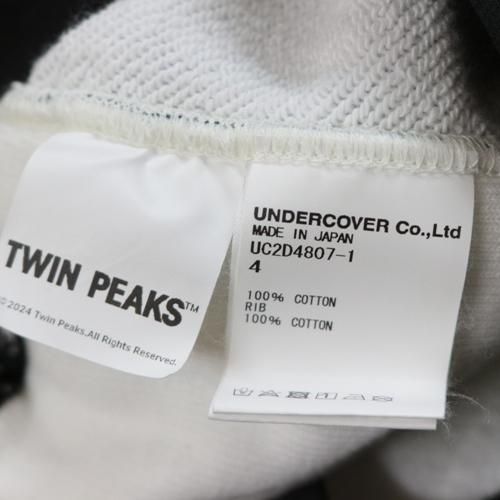 TWIN PEAKS™
© 2024 Twin Peaks.All Rights Reserved.
UNDERCOVER Co.,Ltd
MADE IN JAPAN
UC2D4807-1
4
100% COTTON
RIB
100% COTTON